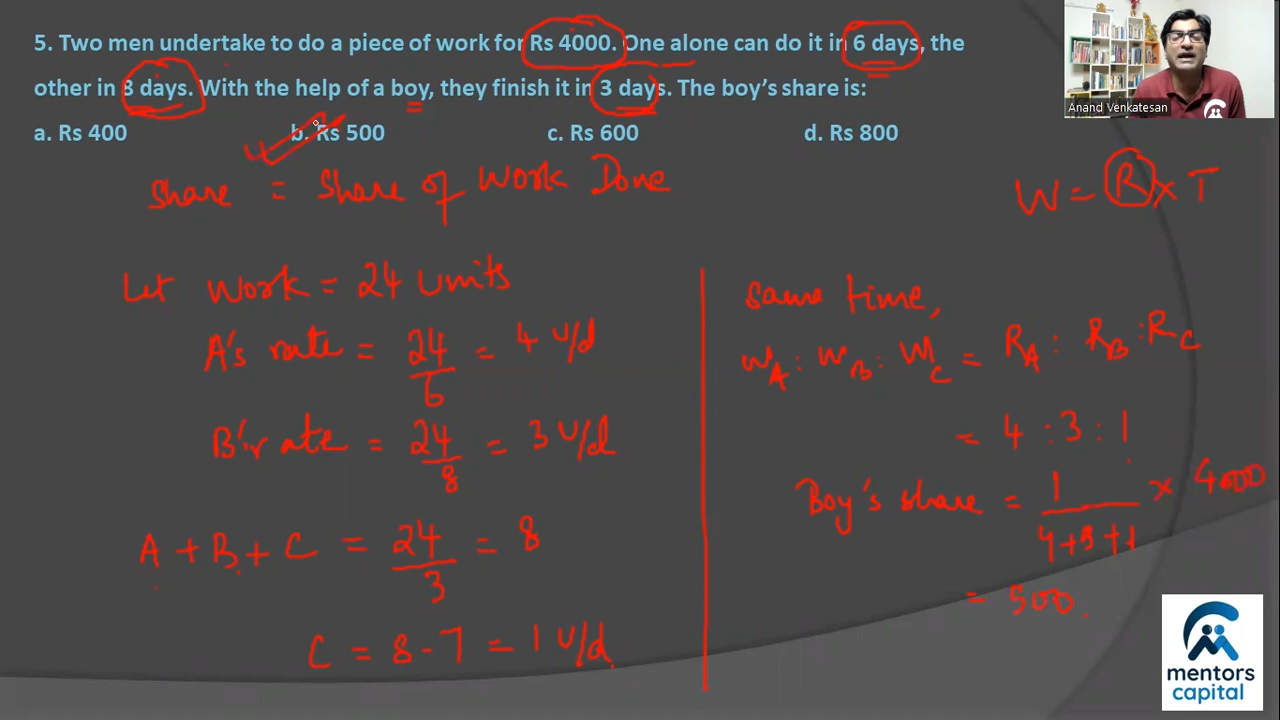 5. Two men undertake to do a piece of work for Rs 4000. One alone can do it in 6 days, the
other in 8 days. With the help of a boy, they finish it in 3 days. The boy's share is:
a. Rs 400 b. Rs 500 c. Rs 600 d. Rs 800
Anand Venkatesan
Share = Share of Work Done
W = R x T
Let Work = 24 Units
A's rate = 24/6 = 4 u/d
B's rate = 24/8 = 3 u/d
A + B + C = 24/3 = 8
C = 8 - 7 = 1 u/d
Same time,
WA : WB : WC = RA : RB : RC
= 4 : 3 : 1
Boy's share = 1/4+3+1 x 4000
= 500.
mentors
capital